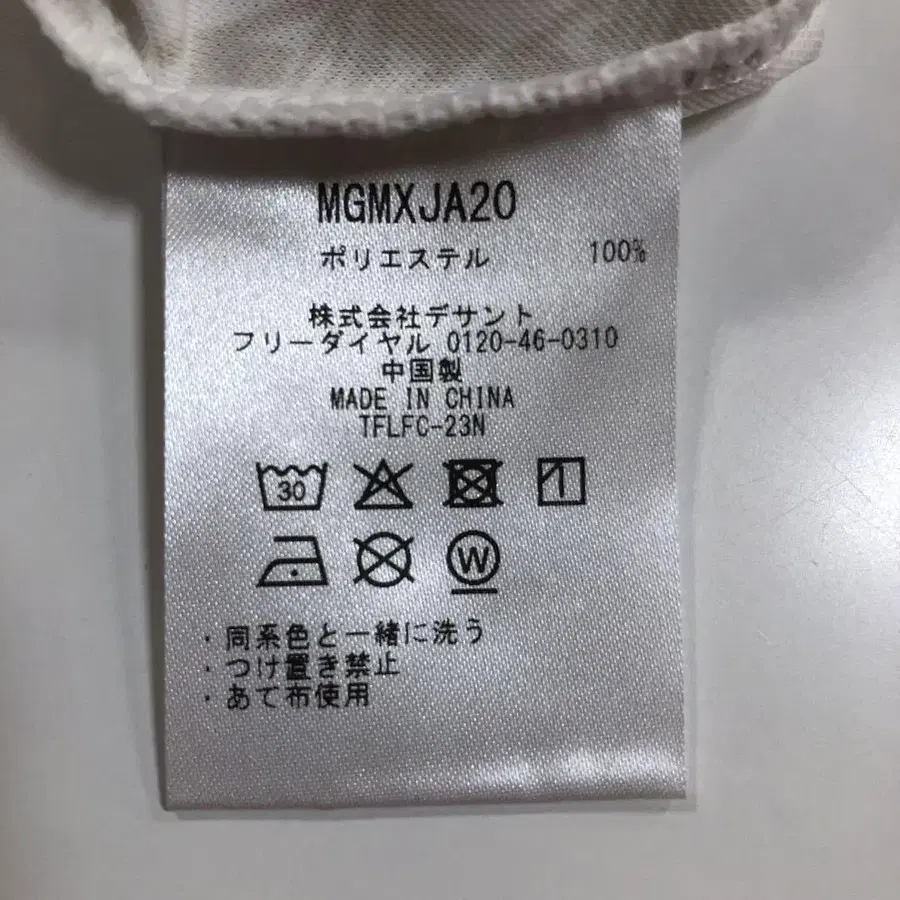 MGMXJA20
ポリエステル 100%
株式会社デサント
フリーダイヤル 0120-46-0310
中国製
MADE IN CHINA
TFLFC-23N
30
W
・同系色と一緒に洗う
・つけ置き禁止
・あて布使用